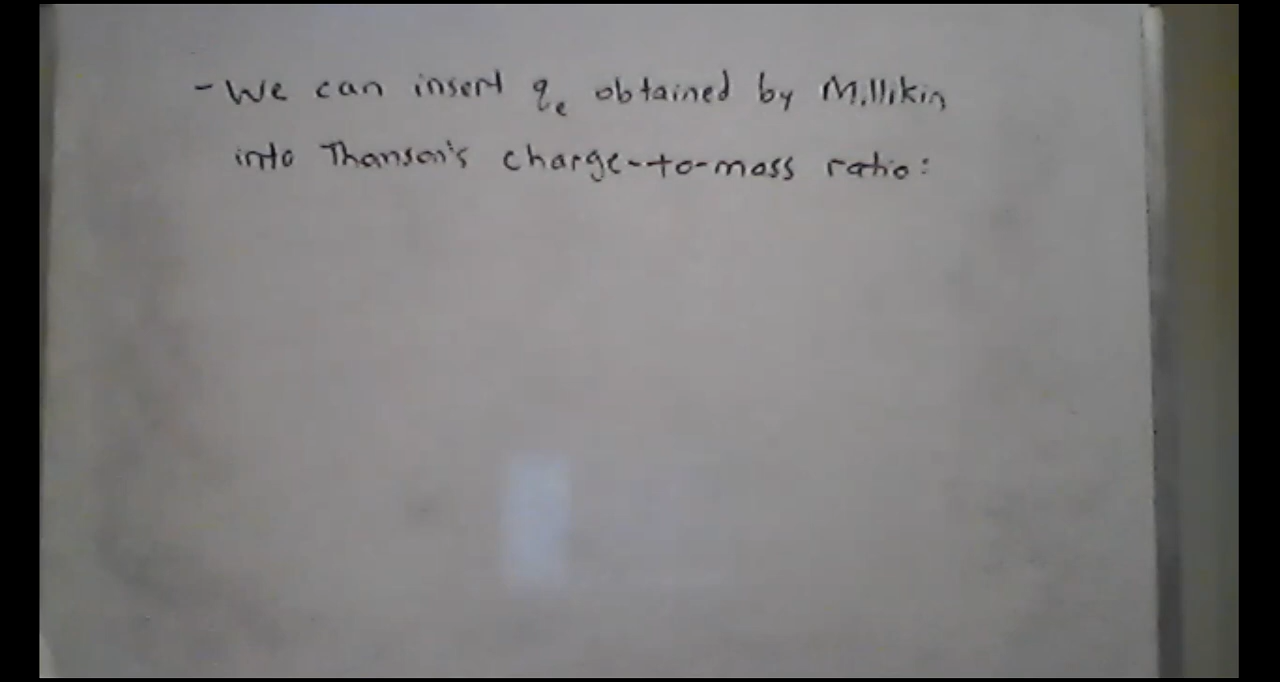 - We can insert qe obtained by Millikin
into Thomson's charge-to-mass ratio: